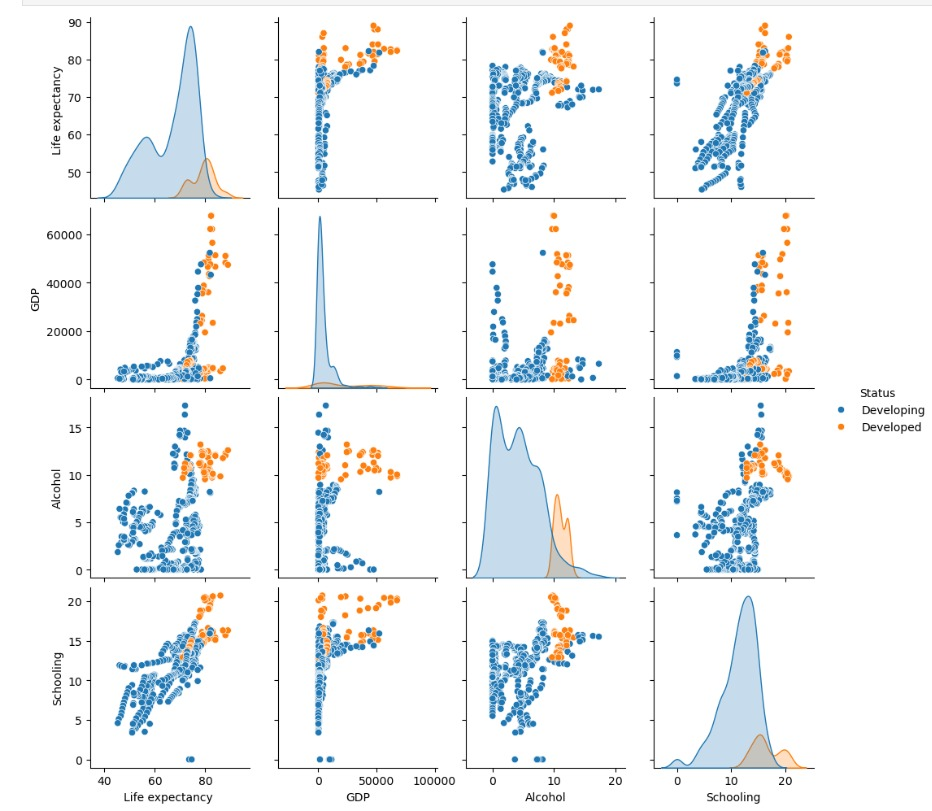 90
80
70
60
50
Life expectancy
60000
40000
20000
0
GDP
15
10
5
0
Alcohol
20
15
10
5
0
Schooling
40 60 80
Life expectancy
0 50000 100000
GDP
0 10 20
Alcohol
0 10 20
Schooling
Status
Developing
Developed